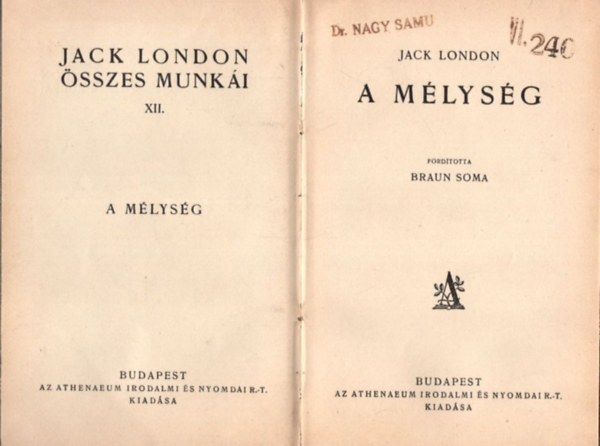 JACK LONDON
ÖSSZES MUNKÁI
XII.
A MÉLYSÉG
BUDAPEST
AZ ATHENAEUM IRODALMI ÉS NYOMDAI R.-T.
KIADÁSA
Dr. NAGY SAMU
VI. 246
JACK LONDON
A MÉLYSÉG
FORDÍTOTTA
BRAUN SOMA
A
BUDAPEST
AZ ATHENAEUM IRODALMI ÉS NYOMDAI R.-T.
KIADÁSA